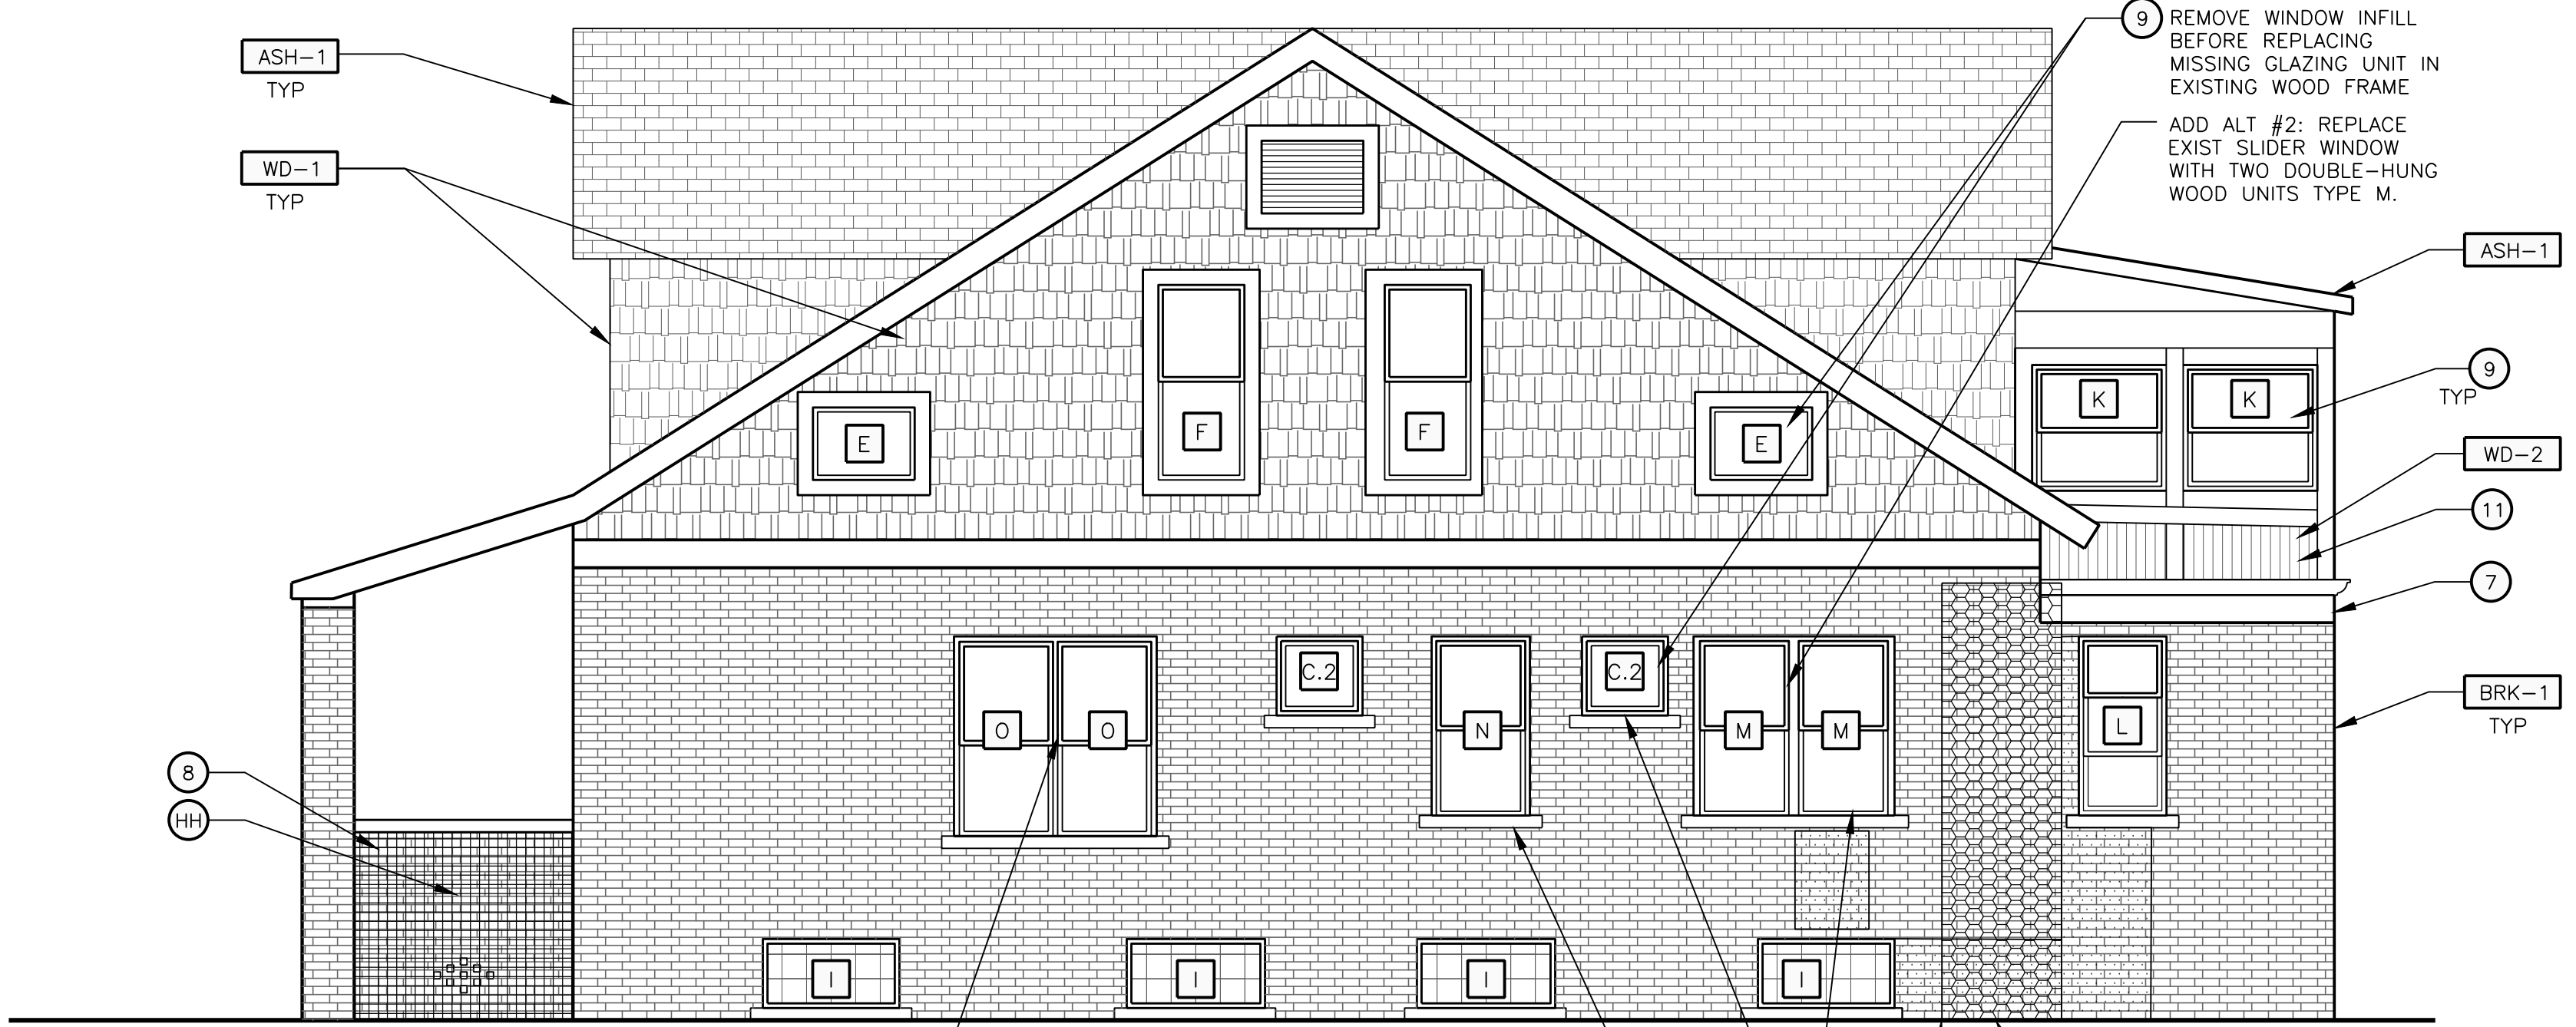 9 REMOVE WINDOW INFILL
BEFORE REPLACING
MISSING GLAZING UNIT IN
EXISTING WOOD FRAME
ADD ALT #2: REPLACE
EXIST SLIDER WINDOW
WITH TWO DOUBLE-HUNG
WOOD UNITS TYPE M.
ASH-1
TYP
WD-1
TYP
ASH-1
9
TYP
WD-2
11
7
BRK-1
TYP
K K
E F F E
C.2 C.2
O O N M M L
8
HH
I I I I